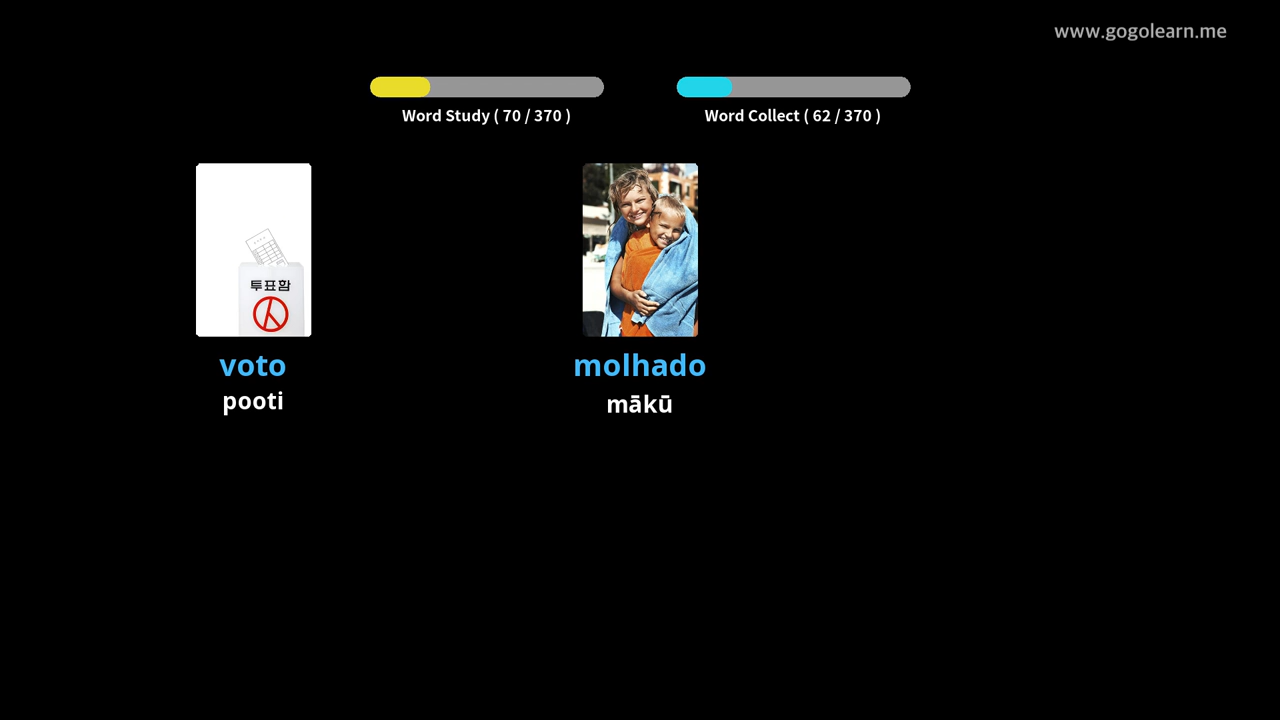 www.gogolearn.me
Word Study ( 70 / 370 )
Word Collect ( 62 / 370 )
투표함
voto
pooti
molhado
mākū